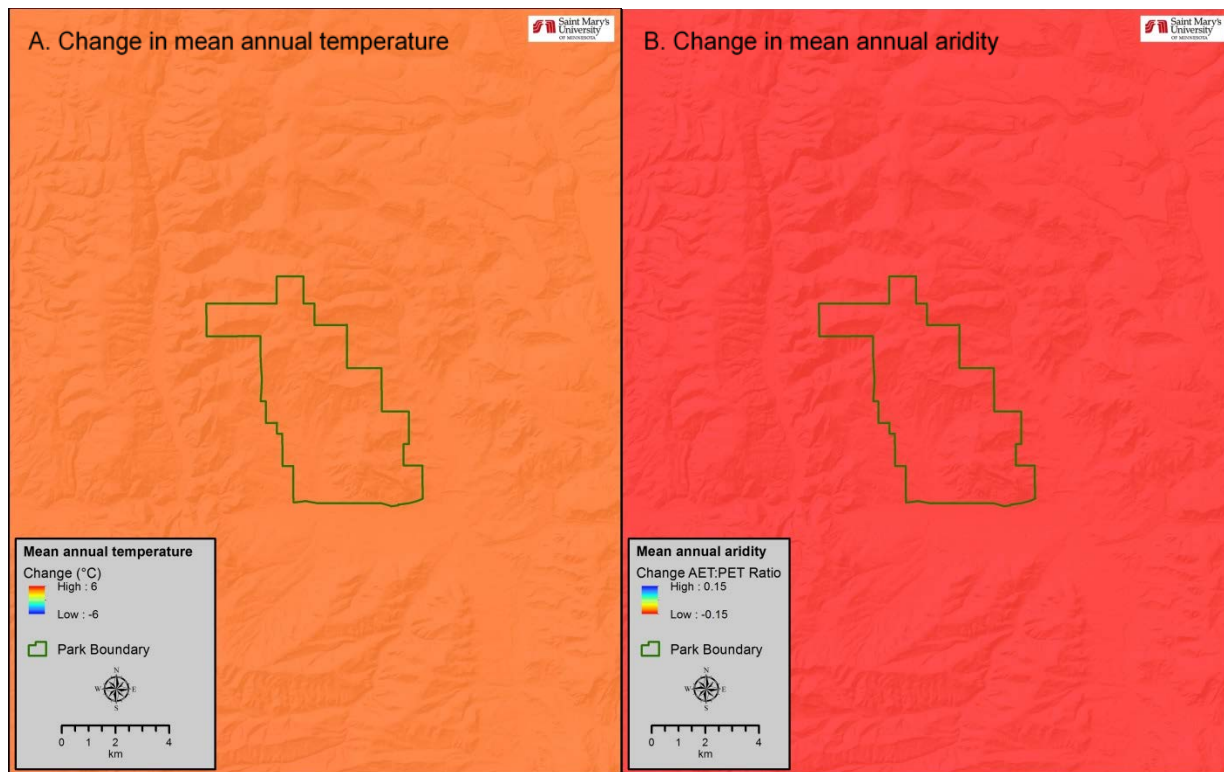 A. Change in mean annual temperature
Saint Mary's
University
OF MINNESOTA
Mean annual temperature
Change (°C)
High : 6
Low : -6
Park Boundary
N
W E
S
0 1 2 4
km
B. Change in mean annual aridity
Saint Mary's
University
OF MINNESOTA
Mean annual aridity
Change AET:PET Ratio
High : 0.15
Low : -0.15
Park Boundary
N
W E
S
0 1 2 4
km